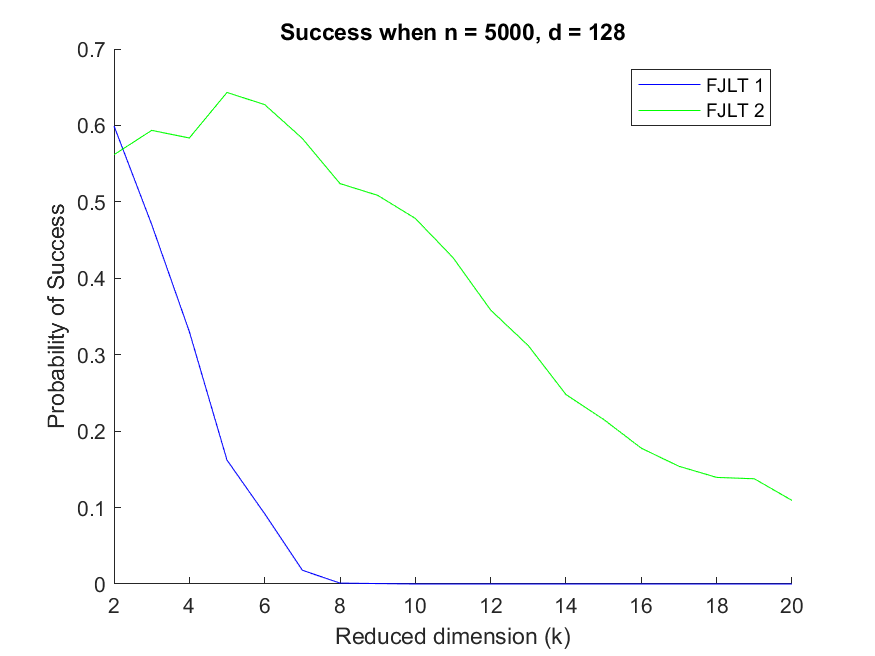 Success when n = 5000, d = 128
FJLT 1
FJLT 2
Probability of Success
0.7
0.6
0.5
0.4
0.3
0.2
0.1
0
2 4 6 8 10 12 14 16 18 20
Reduced dimension (k)